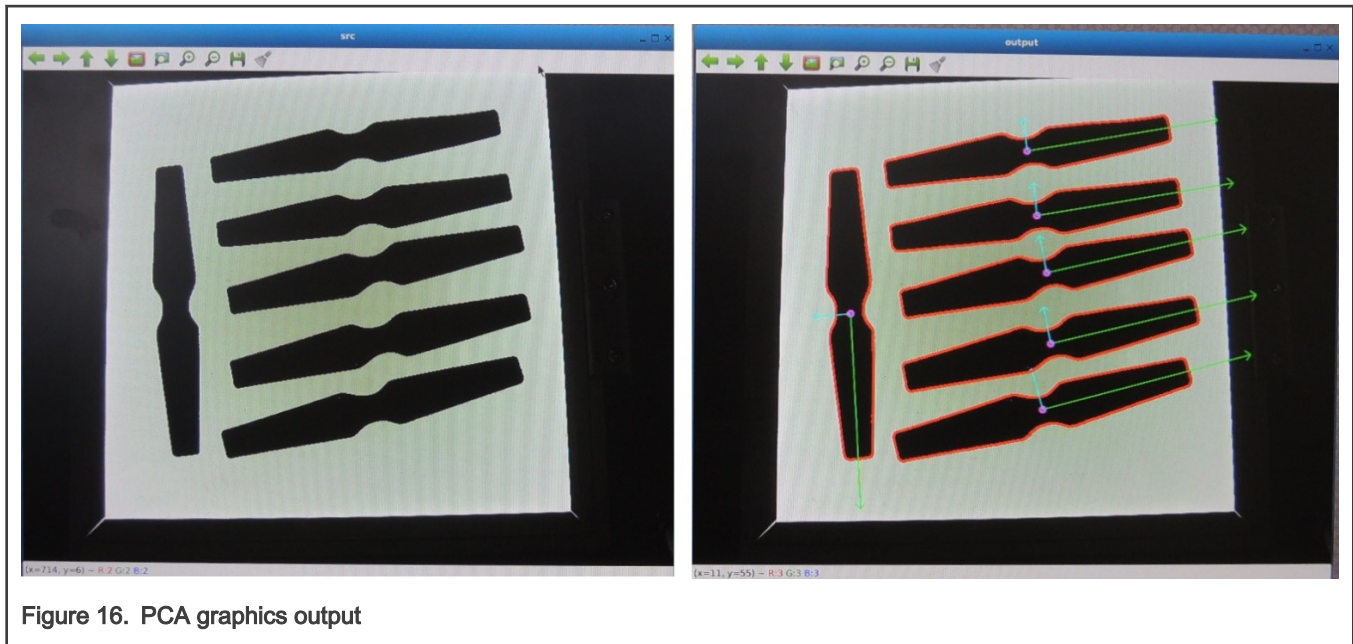 src
output
(x=714, y=6) ~ R:2 G:2 B:2
(x=11, y=55) ~ R:3 G:3 B:3
Figure 16. PCA graphics output